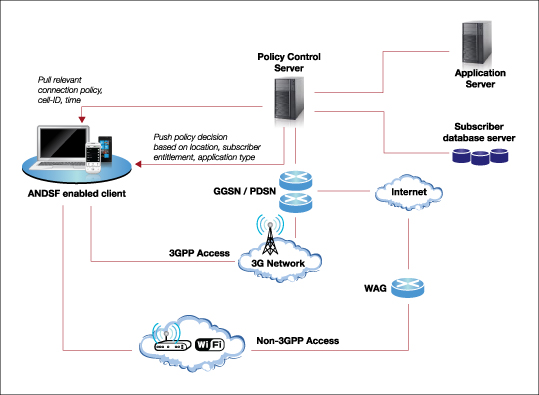 Policy Control
Server
Application
Server
Pull relevant
connection policy,
cell-ID, time
Push policy decision
based on location, subscriber
entitlement, application type
Subscriber
database server
ANDSF enabled client
GGSN / PDSN
Internet
3GPP Access
3G Network
WAG
WiFi
Non-3GPP Access